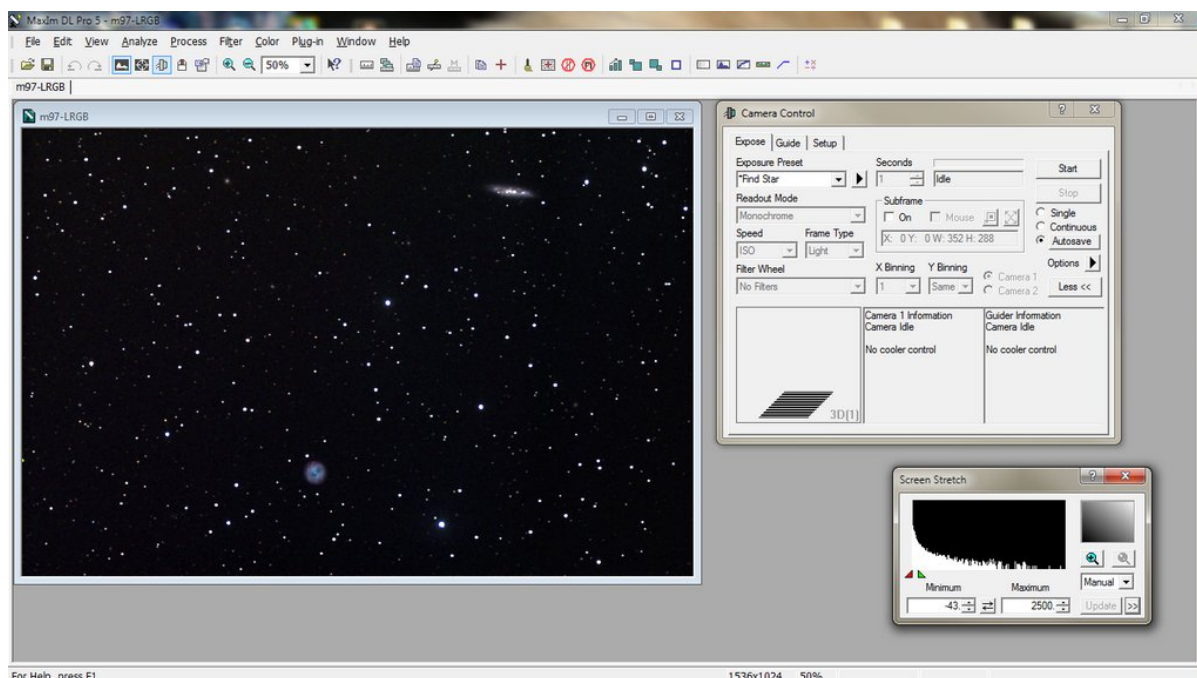 MaxIm DL Pro 5 - m97-LRGB
File Edit View Analyze Process Filter Color Plug-in Window Help
50%
m97-LRGB
m97-LRGB
Camera Control
Expose Guide Setup
Exposure Preset Seconds
*Find Star 1 Idle Start
Stop
Readout Mode Subframe
Monochrome On Mouse Single
Continuous
Speed Frame Type X: 0 Y: 0 W: 352 H: 288 Autosave
ISO Light
Options
Filter Wheel X Binning Y Binning Camera 1
No Filters 1 Same Camera 2 Less <<
Camera 1 Information Guider Information
Camera Idle Camera Idle
No cooler control No cooler control
3D[1]
Screen Stretch
Manual
Minimum Maximum
-43. 2500. Update >>
For Help, press F1 1536x1024 50%